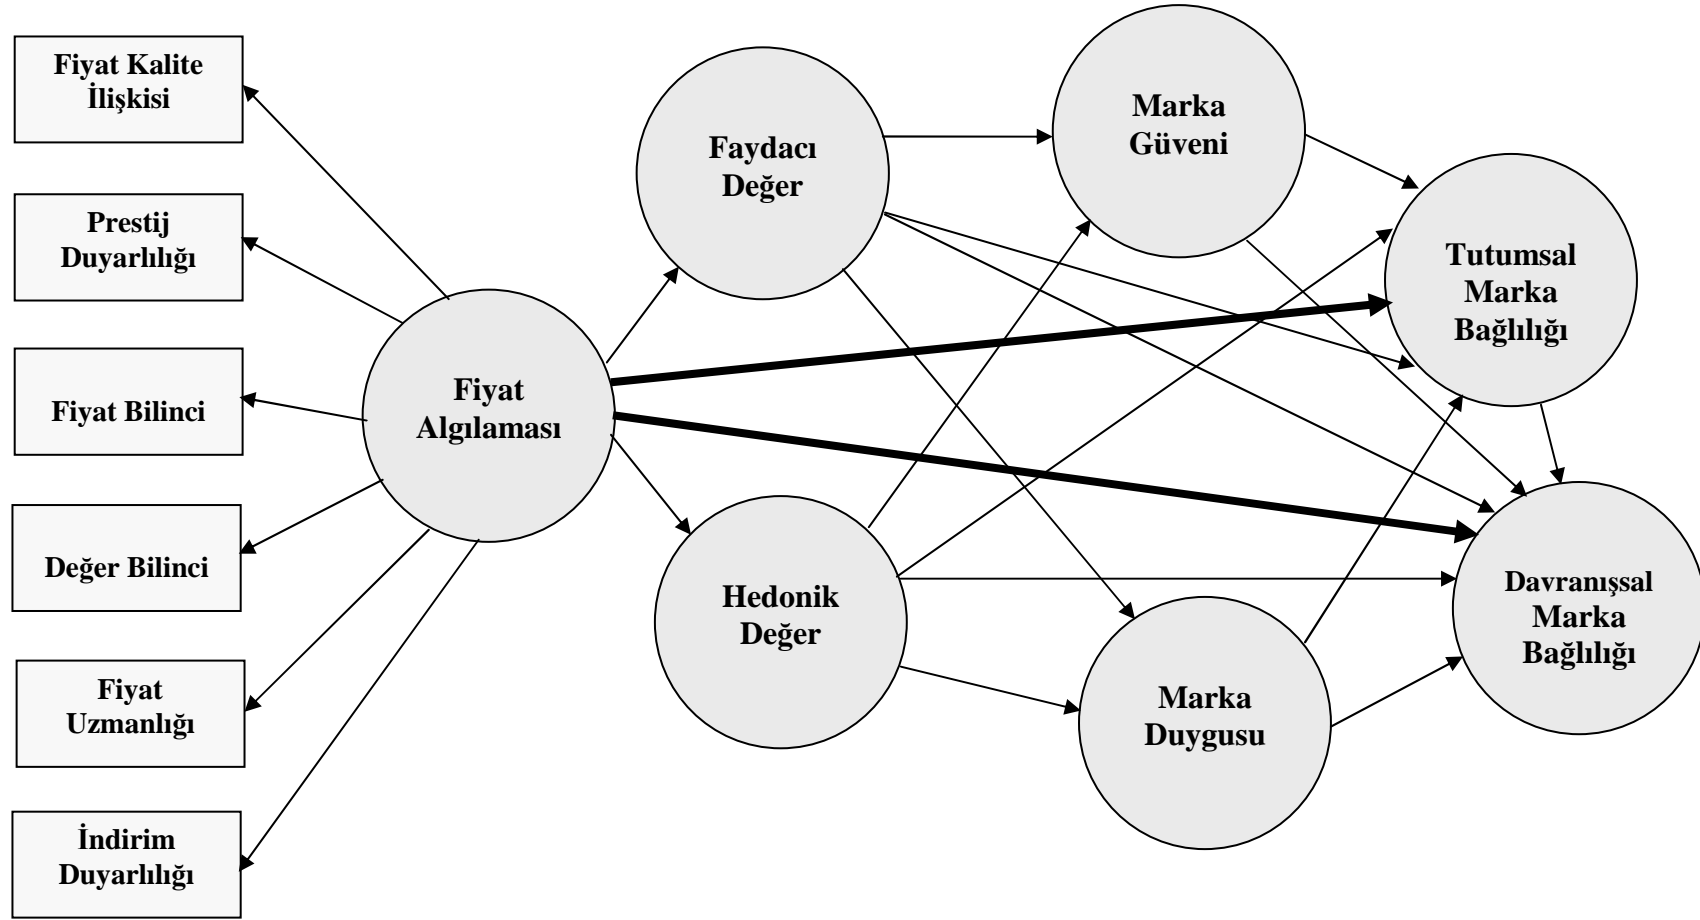 Fiyat Kalite
İlişkisi
Prestij
Duyarlılığı
Fiyat Bilinci
Değer Bilinci
Fiyat
Uzmanlığı
İndirim
Duyarlılığı
Fiyat
Algılaması
Faydacı
Değer
Hedonik
Değer
Marka
Güveni
Marka
Duygusu
Tutumsal
Marka
Bağlılığı
Davranışsal
Marka
Bağlılığı